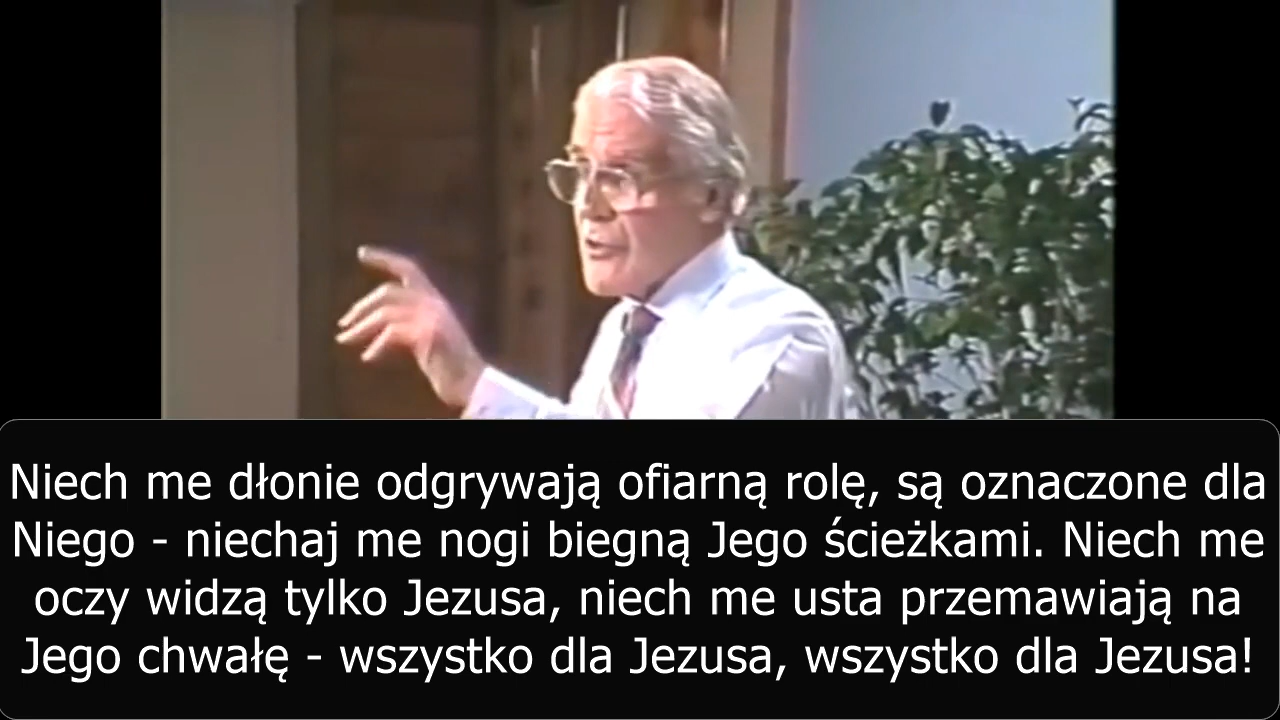 Niech me dłonie odgrywają ofiarną rolę, są oznaczone dla
Niego - niechaj me nogi biegną Jego ścieżkami. Niech me
oczy widzą tylko Jezusa, niech me usta przemawiają na
Jego chwałę - wszystko dla Jezusa, wszystko dla Jezusa!